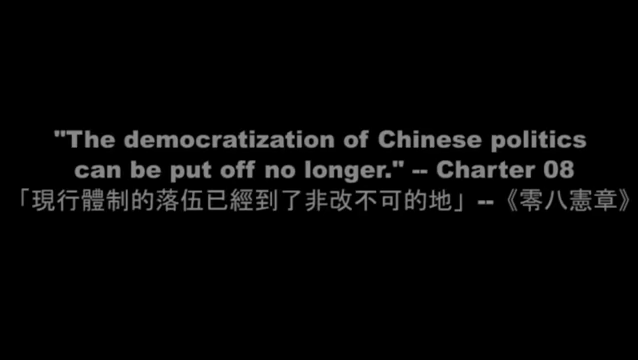 "The democratization of Chinese politics
can be put off no longer." -- Charter 08
「現行體制的落伍已經到了非改不可的地」--《零八憲章》